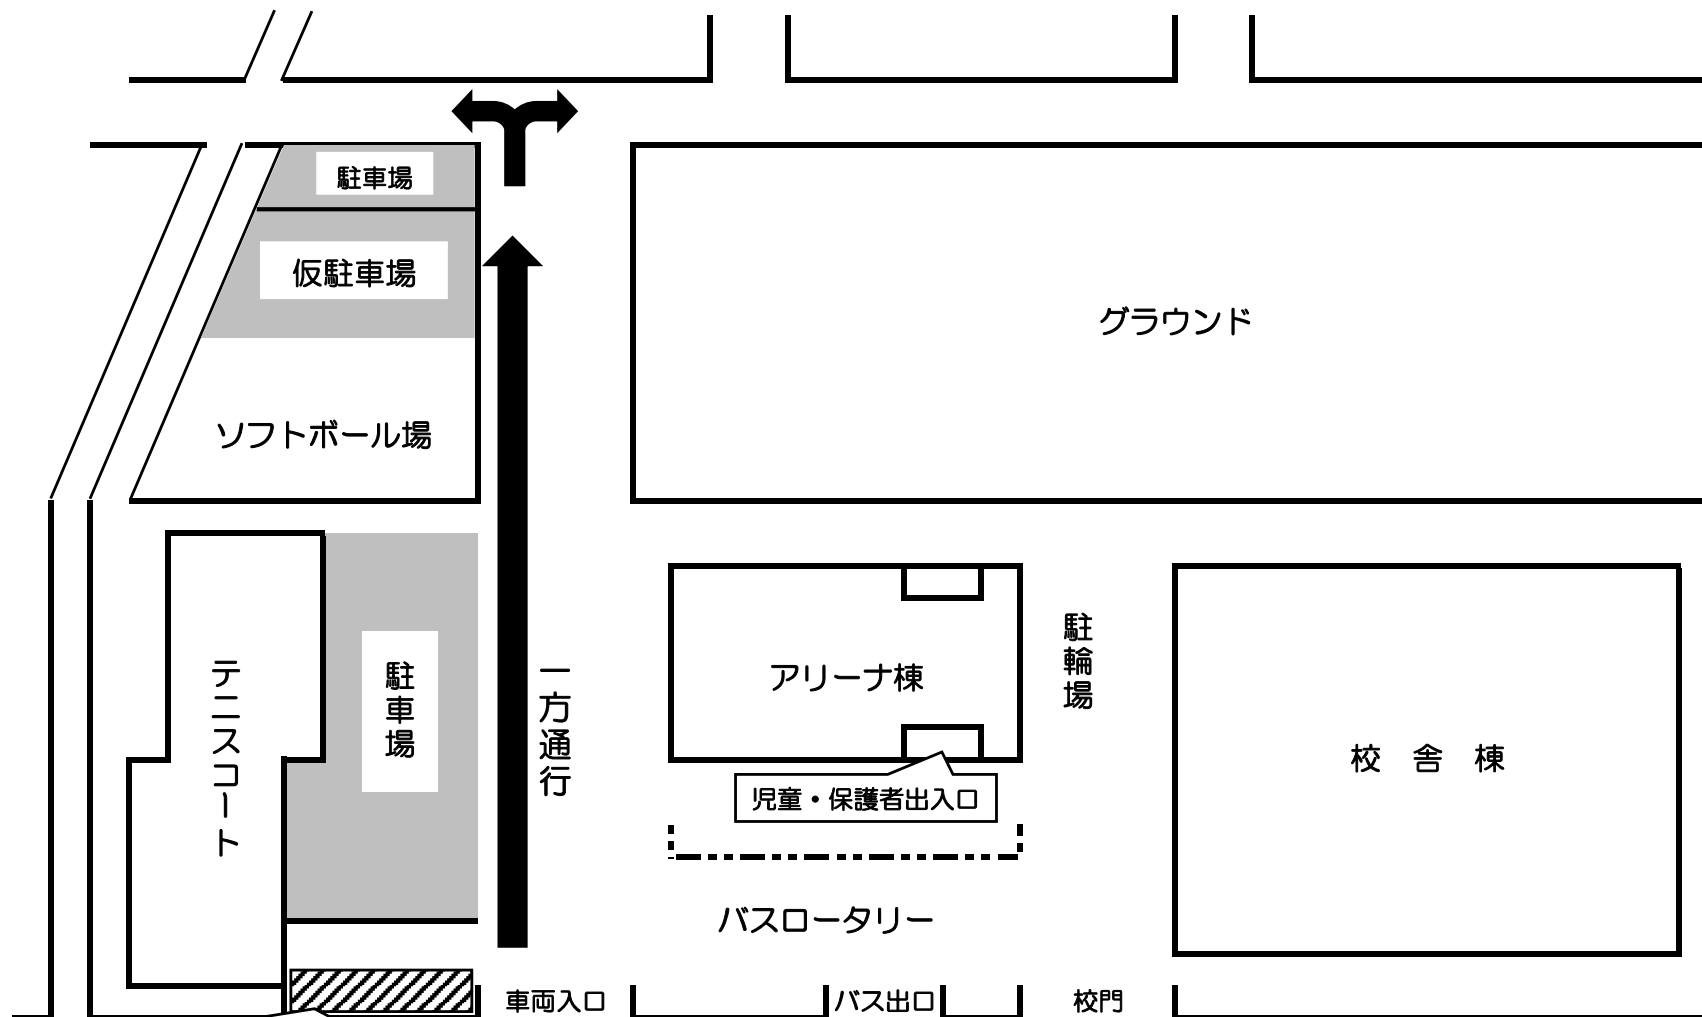 駐車場
仮駐車場
グラウンド
ソフトボール場
テニスコート
駐車場
一方通行
アリーナ棟
駐輪場
校 舎 棟
児童・保護者出入口
バスロータリー
車両入口
バス出口
校門